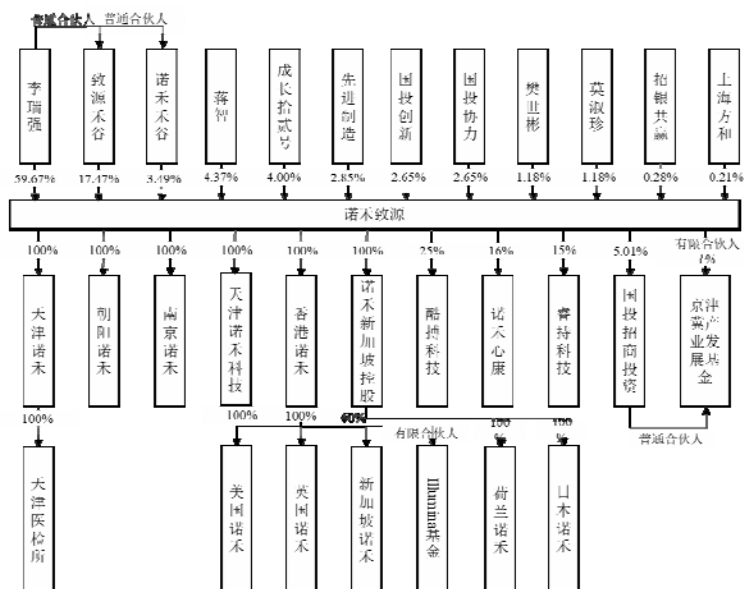 普通合伙人 普通合伙人
李瑞强
致源禾谷
诺禾禾谷
蒋智
成长拾贰号
先进制造
国投创新
国投协力
樊世彬
莫淑珍
招银共赢
上海方和
59.67% 17.47% 3.49% 4.37% 4.00% 2.85% 2.65% 2.65% 1.18% 1.18% 0.28% 0.21%
诺禾致源
100% 100% 100% 100% 100% 100% 25% 16% 15% 5.01% 有限合伙人
1%
天津诺禾
朝阳诺禾
南京诺禾
天津诺禾科技
香港诺禾
诺禾新加坡控股
酷搏科技
诺禾心康
睿持科技
国投招商投资
京津冀产业发展基金
100% 100% 100% 有限合伙人 100% 100% 普通合伙人
天津医检所
美国诺禾
英国诺禾
新加坡诺禾
Illumina基金
荷兰诺禾
日本诺禾